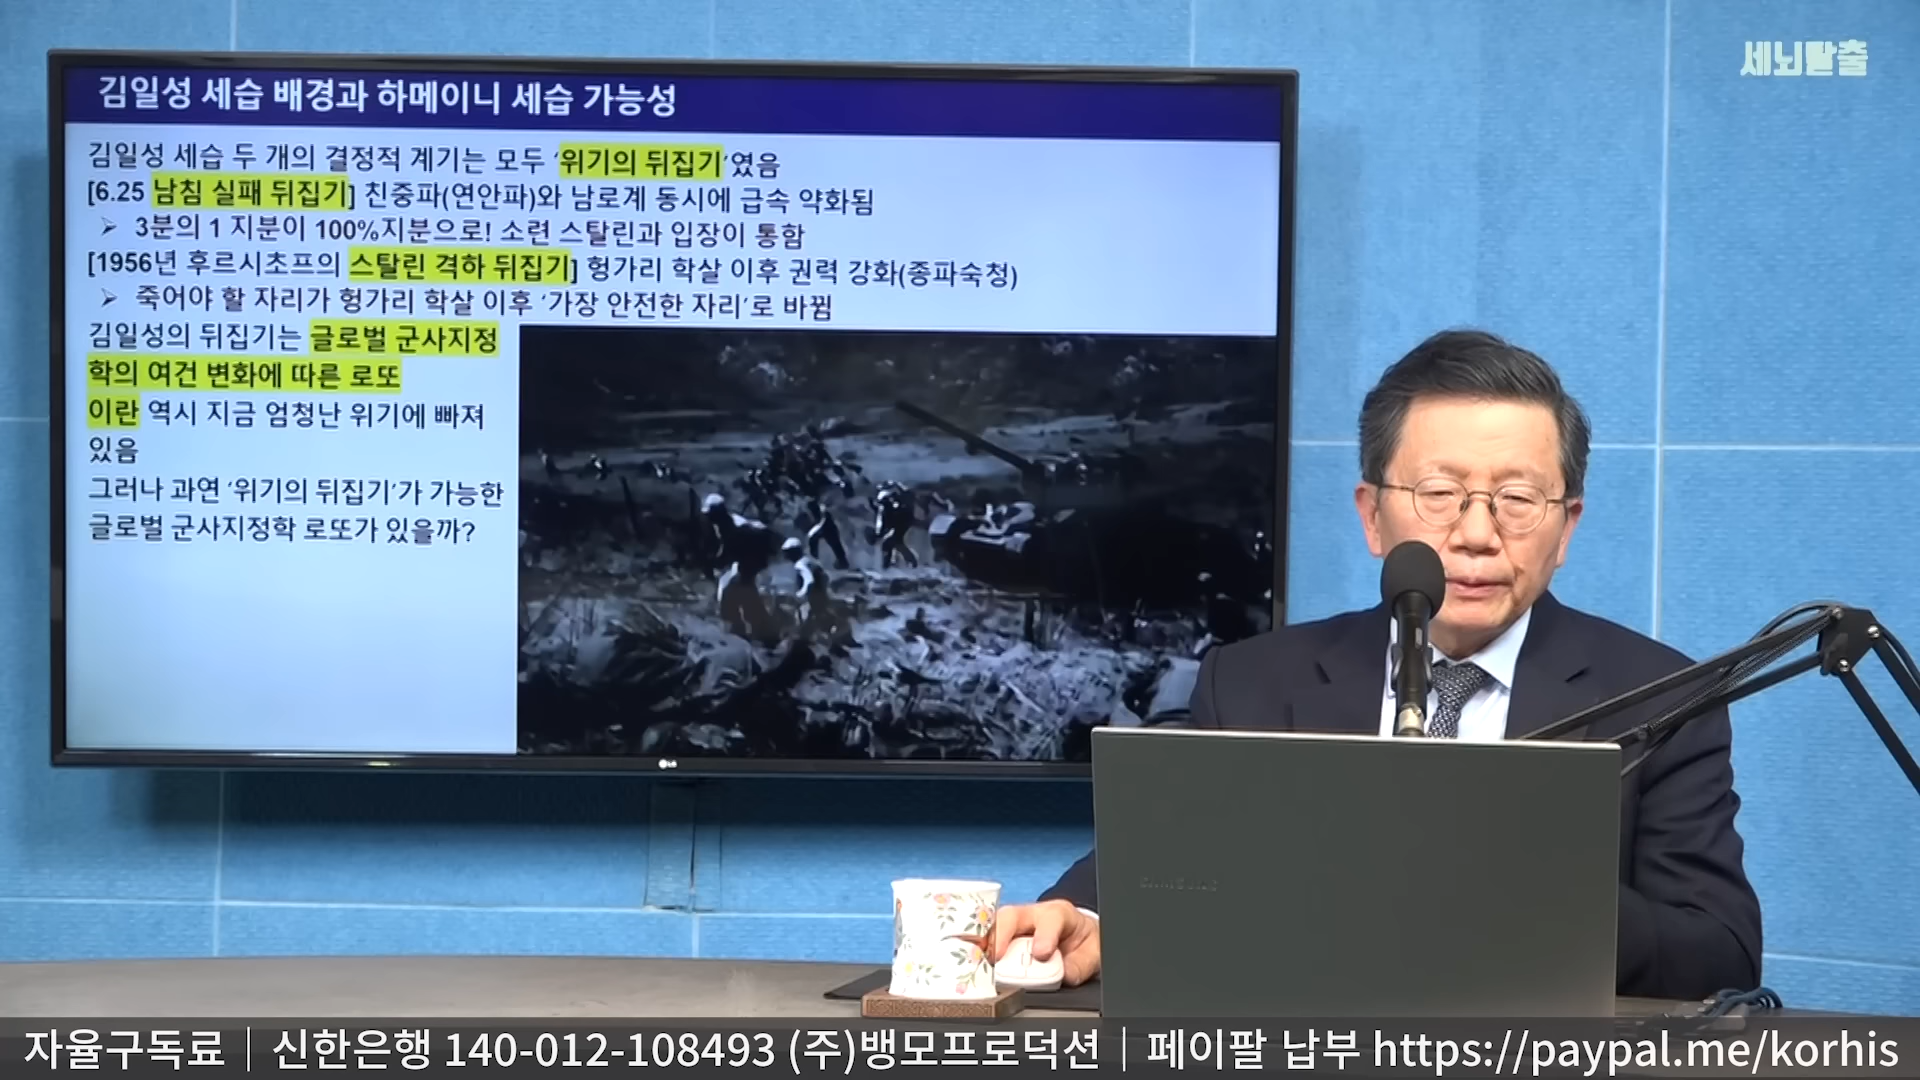 세뇌탈출
김일성 세습 배경과 하메이니 세습 가능성
김일성 세습 두 개의 결정적 계기는 모두 '위기의 뒤집기'였음
[6.25 남침 실패 뒤집기] 친중파(연안파)와 남로계 동시에 급속 약화됨
➢ 3분의 1 지분이 100%지분으로! 소련 스탈린과 입장이 통함
[1956년 후르시초프의 스탈린 격하 뒤집기] 헝가리 학살 이후 권력 강화(종파숙청)
➢ 죽어야 할 자리가 헝가리 학살 이후 '가장 안전한 자리'로 바뀜
김일성의 뒤집기는 글로벌 군사지정
학의 여건 변화에 따른 로또
이란 역시 지금 엄청난 위기에 빠져
있음
그러나 과연 '위기의 뒤집기'가 가능한
글로벌 군사지정학 로또가 있을까?
LG
SAMSUNG
자율구독료｜신한은행 140-012-108493 (주)뱅모프로덕션｜페이팔 납부 https://paypal.me/korhis